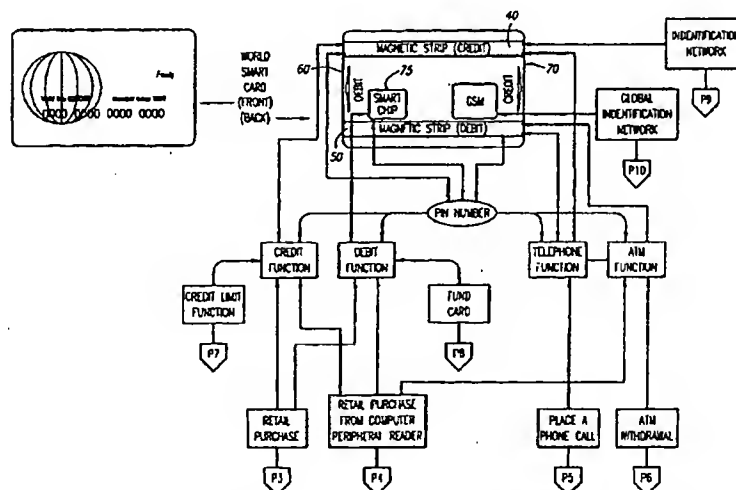 40
MAGNETIC STRIP (CREDIT)
INDENTIFICATION
NETWORK
WORLD
SMART
CARD
(FRONT)
(BACK)
60
75
70
DEBIT
SMART
CHIP
GSM
CREDIT
P9
GLOBAL
INDENTIFICATION
NETWORK
0000 0000 0000 0000
50
MAGNETIC STRIP (DEBIT)
P10
PIN NUMBER
CREDIT
FUNCTION
DEBIT
FUNCTION
TELEPHONE
FUNCTION
ATM
FUNCTION
CREDIT LIMIT
FUNCTION
FUND
CARD
P7
P8
RETAIL
PURCHASE
RETAIL PURCHASE
FROM COMPUTER
PERIPHERAL READER
PLACE A
PHONE CALL
ATM
WITHDRAWAL
P3
P4
P5
P6